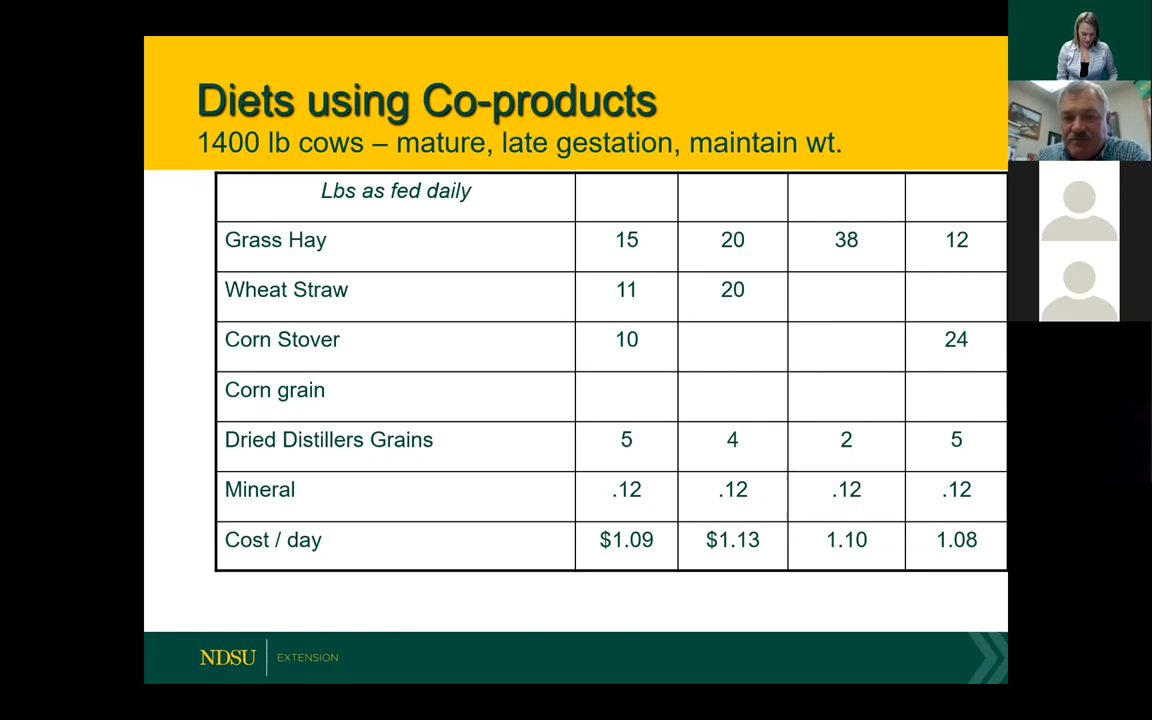 Diets using Co-products
1400 lb cows – mature, late gestation, maintain wt.
Lbs as fed daily
Grass Hay 15 20 38 12
Wheat Straw 11 20
Corn Stover 10 24
Corn grain
Dried Distillers Grains 5 4 2 5
Mineral .12 .12 .12 .12
Cost / day $1.09 $1.13 1.10 1.08
NDSU EXTENSION